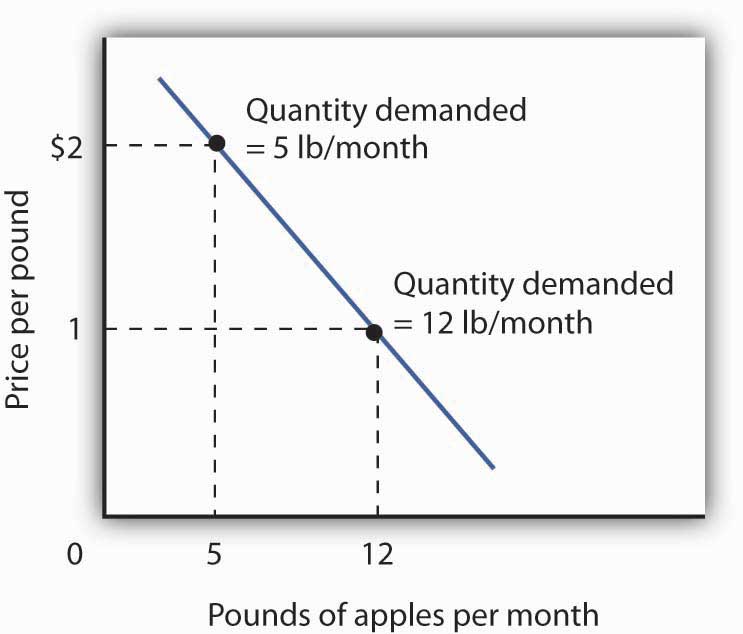 Quantity demanded
= 5 lb/month
$2
Quantity demanded
= 12 lb/month
1
Price per pound
0
5
12
Pounds of apples per month